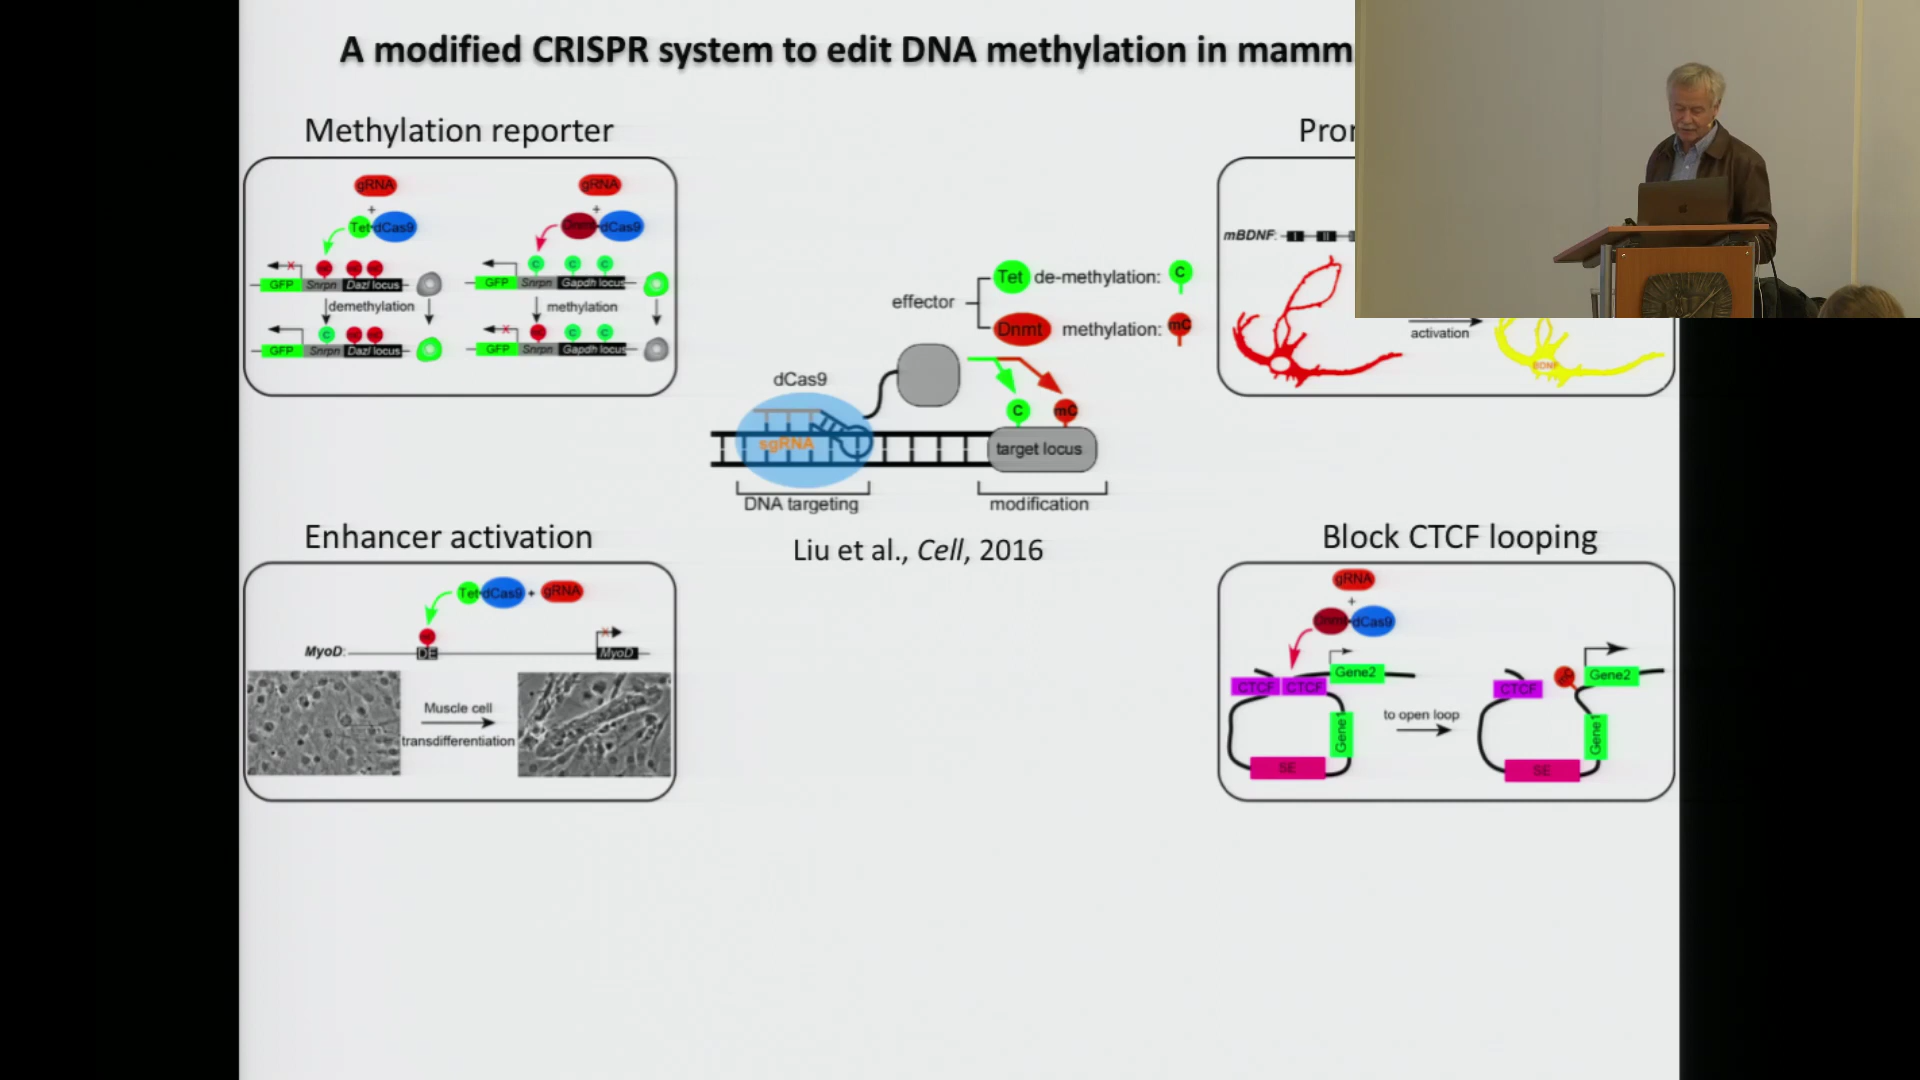 A modified CRISPR system to edit DNA methylation in mamm
Methylation reporter
gRNA
+
Tet dCas9
GFP Snrpn Dazl locus
demethylation
C
GFP Snrpn Dazl locus
gRNA
+
Dnmt dCas9
C C C
GFP Snrpn Gapdh locus
methylation
C C
GFP Snrpn Gapdh locus
effector
Tet de-methylation: C
Dnmt methylation: mC
dCas9
C mC
sgRNA
target locus
DNA targeting
modification
Liu et al., Cell, 2016
mBDNF:
activation
BDNF
Enhancer activation
Tet dCas9 + gRNA
MyoD: DE MyoD
Muscle cell
transdifferentiation
Block CTCF looping
gRNA
+
Dnmt dCas9
CTCF CTCF Gene2
Gene1
SE
to open loop
CTCF Gene2
Gene1
SE